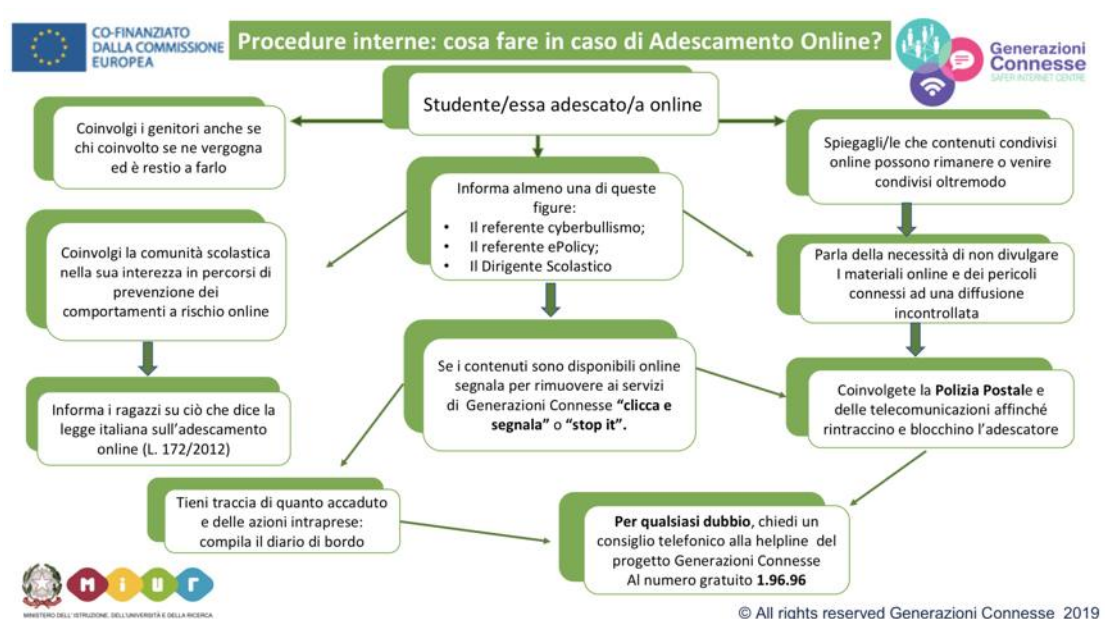 CO-FINANZIATO
DALLA COMMISSIONE
EUROPEA
Procedure interne: cosa fare in caso di Adescamento Online?
Generazioni
Connesse
SAFER INTERNET CENTRE
Studente/essa adescato/a online
Coinvolgi i genitori anche se
chi coinvolto se ne vergogna
ed è restio a farlo
Spiegagli/le che contenuti condivisi
online possono rimanere o venire
condivisi oltremodo
Informa almeno una di queste
figure:
• Il referente cyberbullismo;
• Il referente ePolicy;
• Il Dirigente Scolastico
Coinvolgi la comunità scolastica
nella sua interezza in percorsi di
prevenzione dei
comportamenti a rischio online
Parla della necessità di non divulgare
I materiali online e dei pericoli
connessi ad una diffusione
incontrollata
Se i contenuti sono disponibili online
segnala per rimuovere ai servizi
di Generazioni Connesse “clicca e
segnala” o “stop it”.
Informa i ragazzi su ciò che dice la
legge italiana sull’adescamento
online (L. 172/2012)
Coinvolgete la Polizia Postale e
delle telecomunicazioni affinché
rintraccino e blocchino l’adescatore
Tieni traccia di quanto accaduto
e delle azioni intraprese:
compila il diario di bordo
Per qualsiasi dubbio, chiedi un
consiglio telefonico alla helpline del
progetto Generazioni Connesse
Al numero gratuito 1.96.96
miur
MINISTERO DELL’ISTRUZIONE, DELL’UNIVERSITÀ E DELLA RICERCA
© All rights reserved Generazioni Connesse 2019